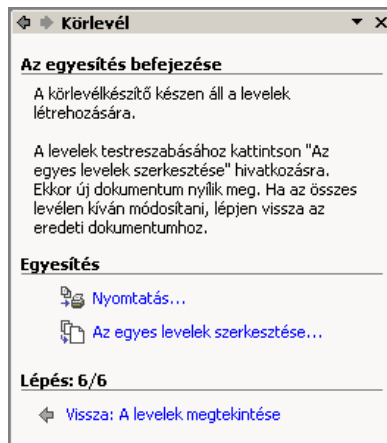 Körlevél
Az egyesítés befejezése
A körlevélkészítő készen áll a levelek
létrehozására.
A levelek testreszabásához kattintson "Az
egyes levelek szerkesztése" hivatkozásra.
Ekkor új dokumentum nyílik meg. Ha az összes
levélen kíván módosítani, lépjen vissza az
eredeti dokumentumhoz.
Egyesítés
Nyomtatás...
Az egyes levelek szerkesztése...
Lépés: 6/6
Vissza: A levelek megtekintése